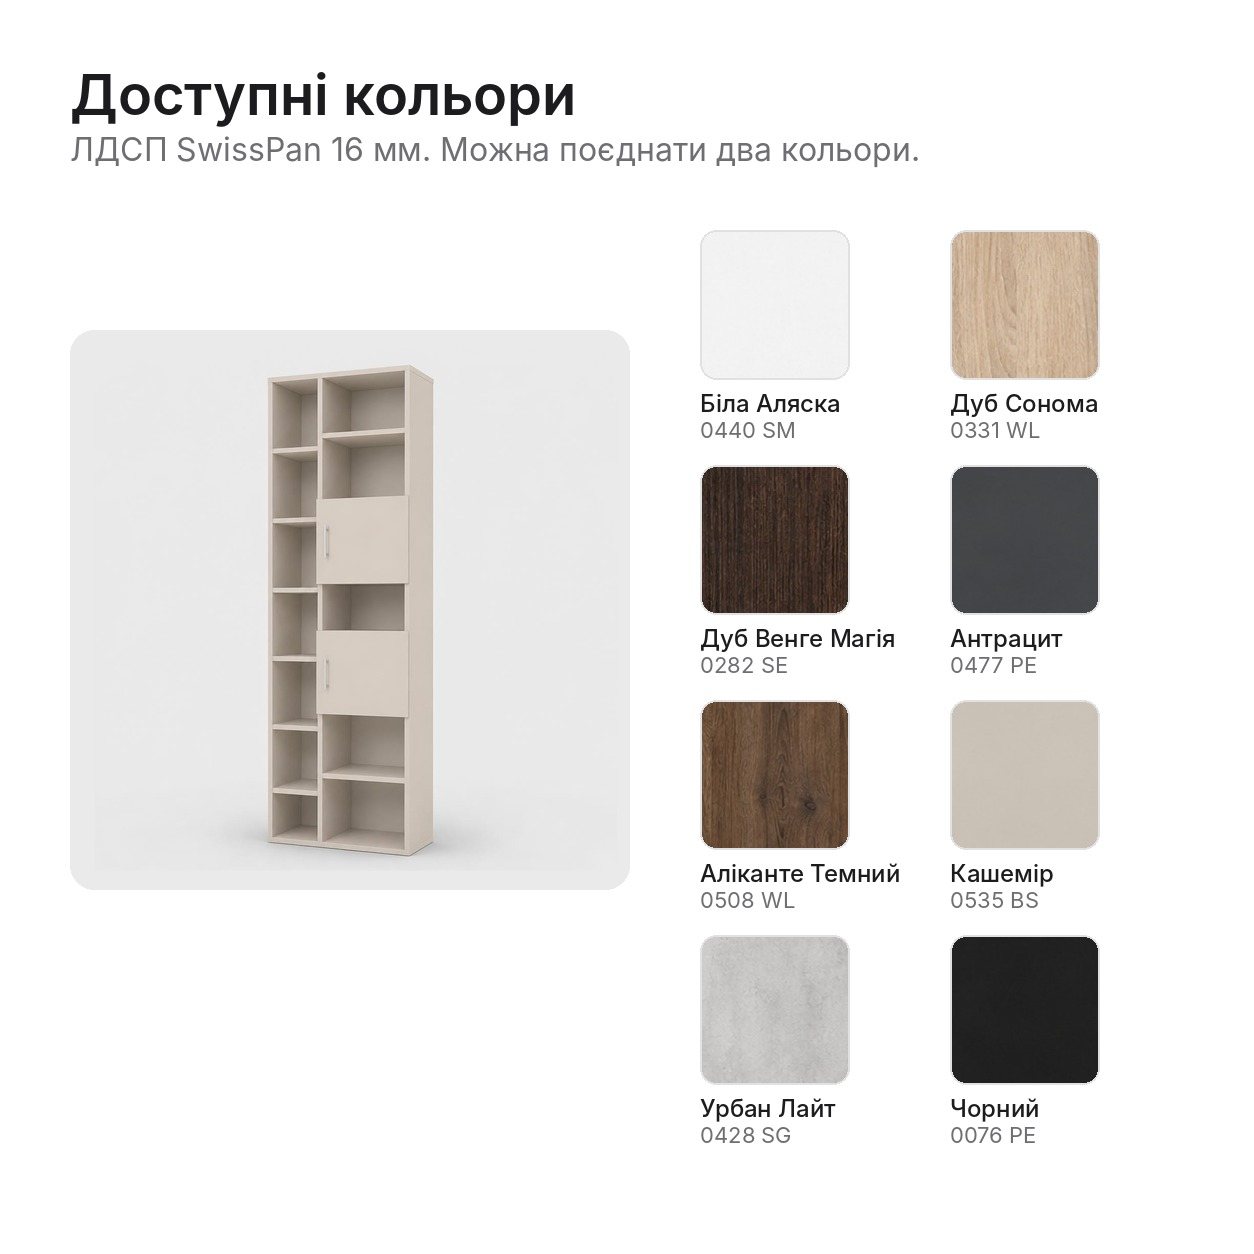 Доступні кольори
ЛДСП SwissPan 16 мм. Можна поєднати два кольори.
Біла Аляска
0440 SM
Дуб Сонома
0331 WL
Дуб Венге Магія
0282 SE
Антрацит
0477 PE
Аліканте Темний
0508 WL
Кашемір
0535 BS
Урбан Лайт
0428 SG
Чорний
0076 PE